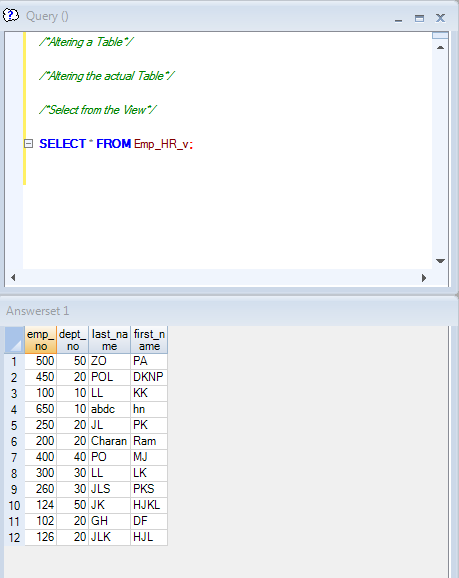 Query ()
/*Altering a Table*/
/*Altering the actual Table*/
/*Select from the View*/
SELECT * FROM Emp_HR_v;
Answerset 1
emp_no dept_no last_name first_name
1 500 50 ZO PA
2 450 20 POL DKNP
3 100 10 LL KK
4 650 10 abdc hn
5 250 20 JL PK
6 200 20 Charan Ram
7 400 40 PO MJ
8 300 30 LL LK
9 260 30 JLS PKS
10 124 50 JK HJKL
11 102 20 GH DF
12 126 20 JLK HJL